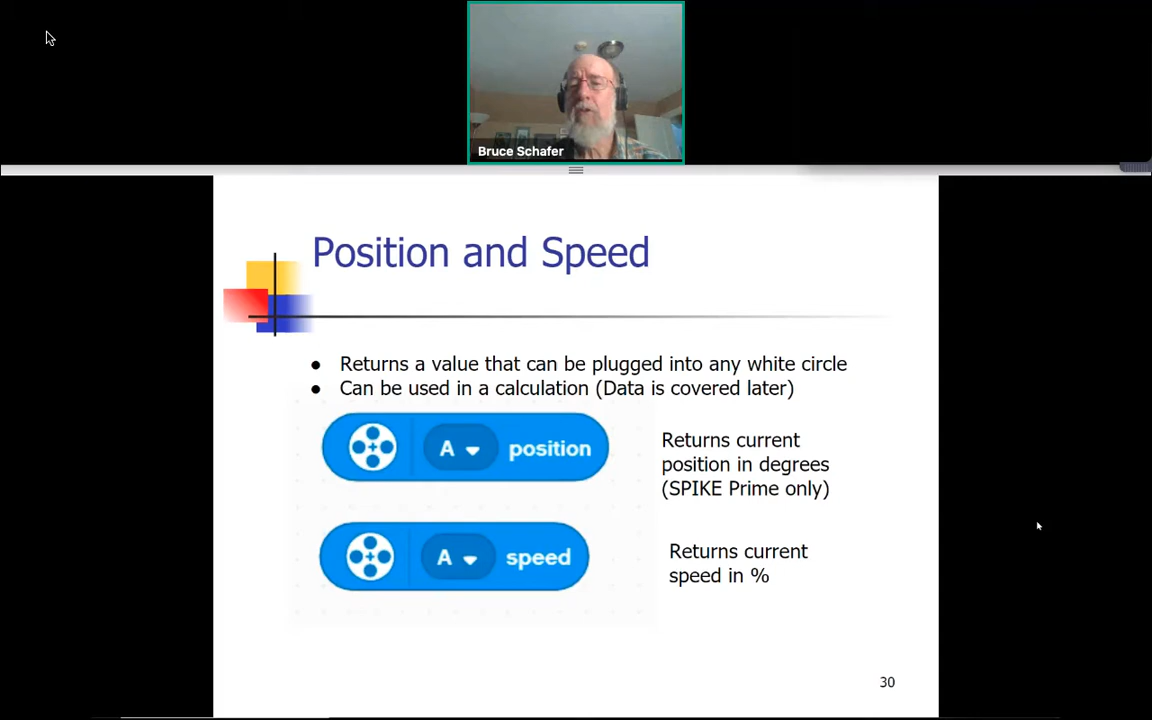 Bruce Schafer
Position and Speed
● Returns a value that can be plugged into any white circle
● Can be used in a calculation (Data is covered later)
A position
Returns current
position in degrees
(SPIKE Prime only)
A speed
Returns current
speed in %
30